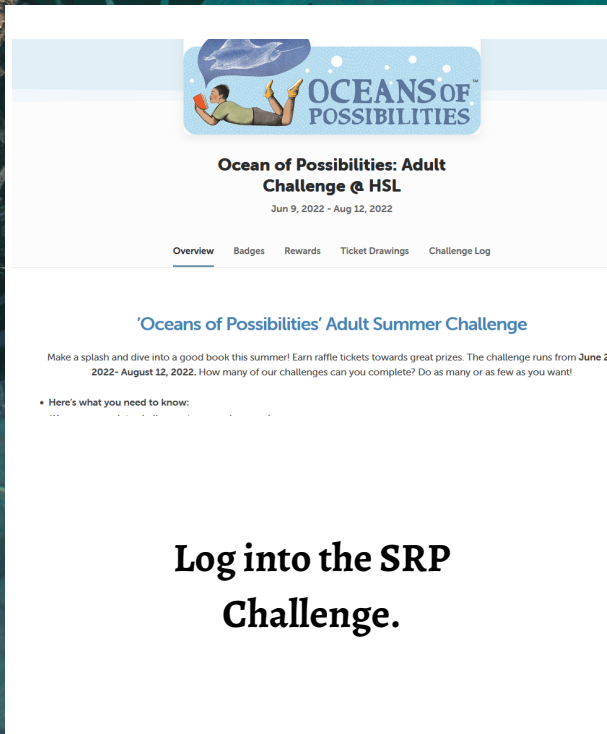 OCEANS OF™
POSSIBILITIES
Ocean of Possibilities: Adult
Challenge @ HSL
Jun 9, 2022 - Aug 12, 2022
Overview Badges Rewards Ticket Drawings Challenge Log
'Oceans of Possibilities' Adult Summer Challenge
Make a splash and dive into a good book this summer! Earn raffle tickets towards great prizes. The challenge runs from June 2
2022- August 12, 2022. How many of our challenges can you complete? Do as many or as few as you want!
• Here's what you need to know:
Log into the SRP
Challenge.